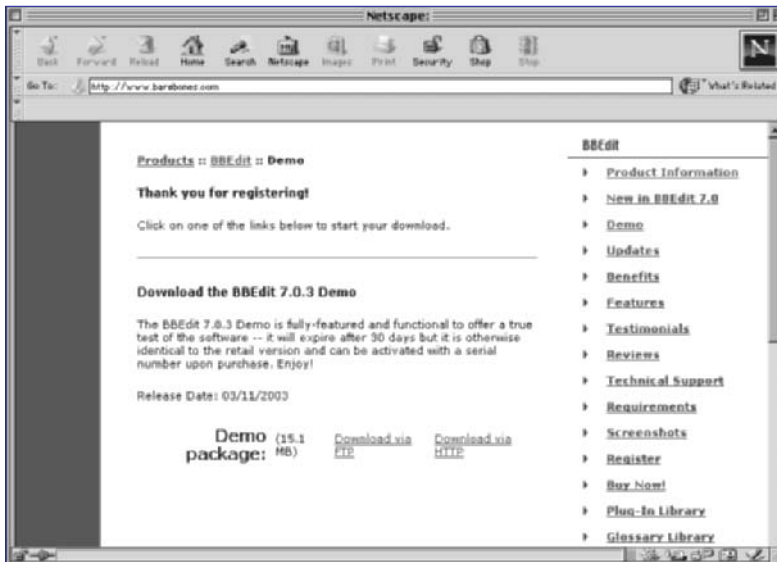 Netscape:
Back Forward Reload Home Search Netscape Images Print Security Shop Stop
N
Go To: http://www.barebones.com What's Related
Products :: BBEdit :: Demo
Thank you for registering!
Click on one of the links below to start your download.
Download the BBEdit 7.0.3 Demo
The BBEdit 7.0.3 Demo is fully-featured and functional to offer a true
test of the software -- it will expire after 30 days but it is otherwise
identical to the retail version and can be activated with a serial
number upon purchase. Enjoy!
Release Date: 03/11/2003
Demo (15.1 Download via Download via
package: MB) FTP HTTP
BBEdit
Product Information
New in BBEdit 7.0
Demo
Updates
Benefits
Features
Testimonials
Reviews
Technical Support
Requirements
Screenshots
Register
Buy Now!
Plug-In Library
Glossary Library